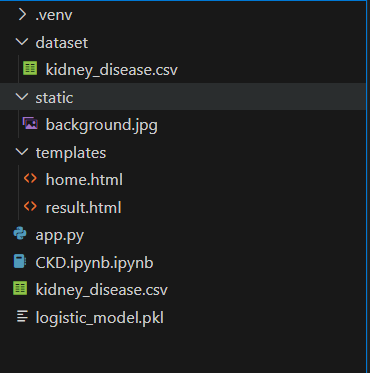 .venv
dataset
kidney_disease.csv
static
background.jpg
templates
home.html
result.html
app.py
CKD.ipynb.ipynb
kidney_disease.csv
logistic_model.pkl